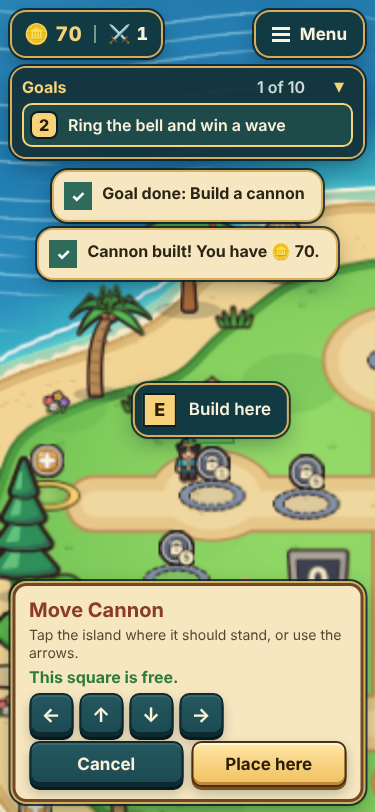 🪙 70 | ⚔️ 1
Menu
Goals
1 of 10 ▼
2 Ring the bell and win a wave
Goal done: Build a cannon
Cannon built! You have 🪙 70.
E Build here
Move Cannon
Tap the island where it should stand, or use the
arrows.
This square is free.
← ↑ ↓ →
Cancel
Place here